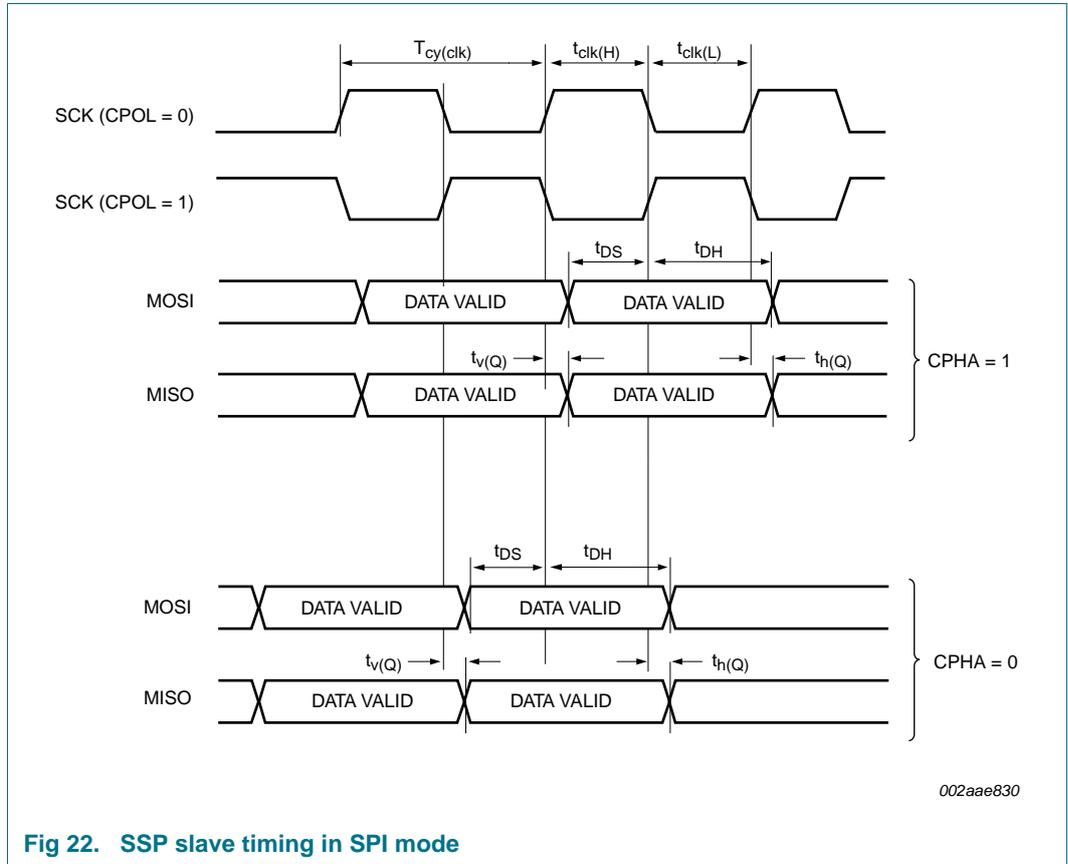 Tcy(clk) tclk(H) tclk(L)
SCK (CPOL = 0)
SCK (CPOL = 1)
tDS tDH
MOSI DATA VALID DATA VALID
tv(Q) th(Q)
CPHA = 1
MISO DATA VALID DATA VALID
tDS tDH
MOSI DATA VALID DATA VALID
tv(Q) th(Q)
CPHA = 0
MISO DATA VALID DATA VALID
002aae830
Fig 22. SSP slave timing in SPI mode